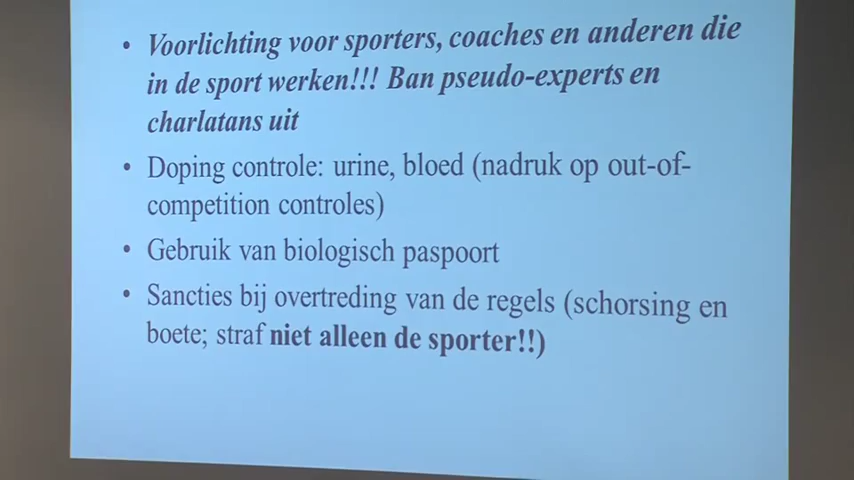 • Voorlichting voor sporters, coaches en anderen die
in de sport werken!!! Ban pseudo-experts en
charlatans uit
• Doping controle: urine, bloed (nadruk op out-of-
competition controles)
• Gebruik van biologisch paspoort
• Sancties bij overtreding van de regels (schorsing en
boete; straf niet alleen de sporter!!)